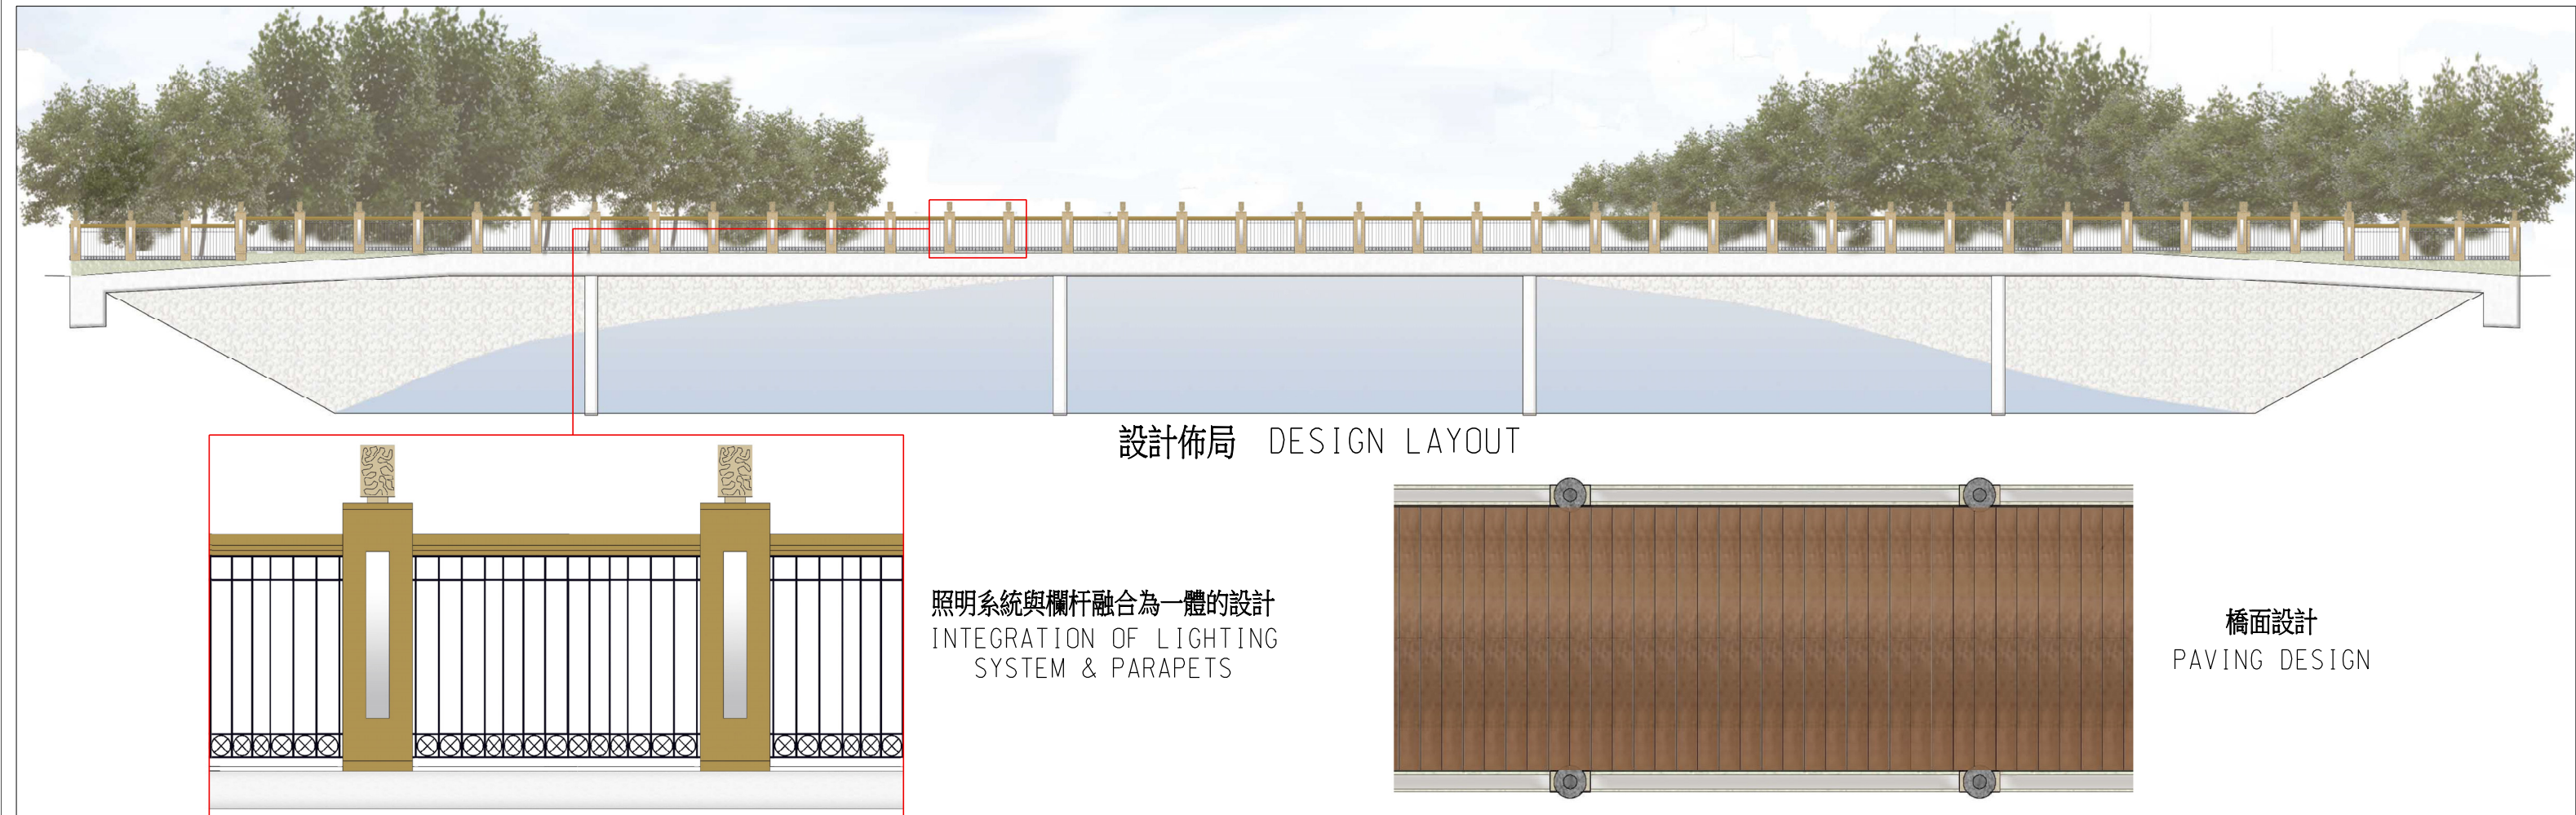 設計佈局 DESIGN LAYOUT
照明系統與欄杆融合為一體的設計
INTEGRATION OF LIGHTING
SYSTEM & PARAPETS
橋面設計
PAVING DESIGN